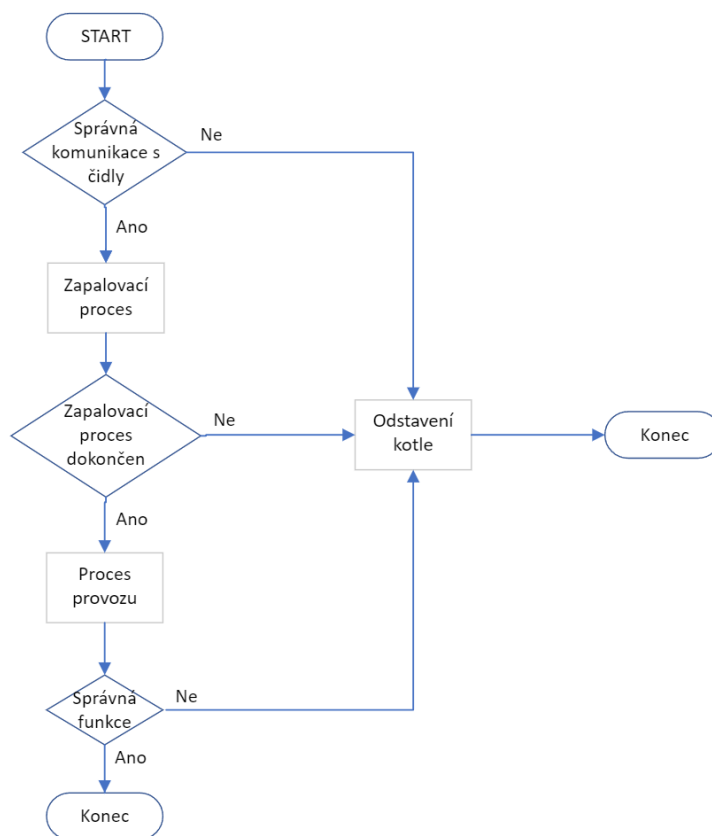 START
Správná
komunikace s
čidly
Ne
Ano
Zapalovací
proces
Zapalovací
proces
dokončen
Ne
Odstavení
kotle
Konec
Ano
Proces
provozu
Správná
funkce
Ne
Ano
Konec